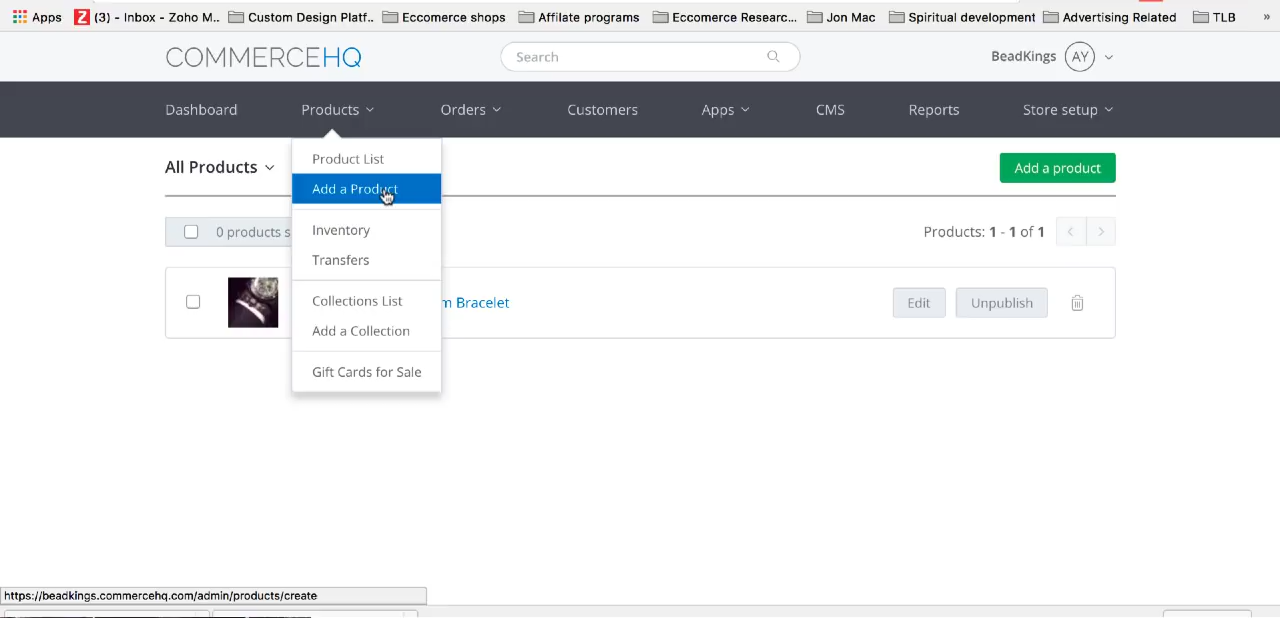 Apps (3) - Inbox - Zoho M.. Custom Design Platf.. Eccomerce shops Affilate programs Eccomerce Researc... Jon Mac Spiritual development Advertising Related TLB »
COMMERCEHQ Search BeadKings AY
Dashboard Products Orders Customers Apps CMS Reports Store setup
All Products Add a product
Product List
Add a Product
0 products s Products: 1 - 1 of 1
Inventory
Transfers
Collections List
m Bracelet Edit Unpublish
Add a Collection
Gift Cards for Sale
https://beadkings.commercehq.com/admin/products/create